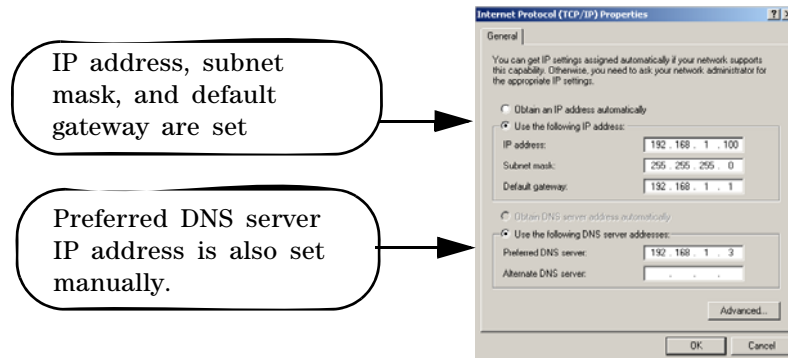 IP address, subnet
mask, and default
gateway are set
Preferred DNS server
IP address is also set
manually.
Internet Protocol (TCP/IP) Properties
General
You can get IP settings assigned automatically if your network supports
this capability. Otherwise, you need to ask your network administrator for
the appropriate IP settings.
Obtain an IP address automatically
Use the following IP address:
IP address: 192 . 168 . 1 . 100
Subnet mask: 255 . 255 . 255 . 0
Default gateway: 192 . 168 . 1 . 1
Obtain DNS server address automatically
Use the following DNS server addresses:
Preferred DNS server: 192 . 168 . 1 . 3
Alternate DNS server: . . .
Advanced...
OK Cancel